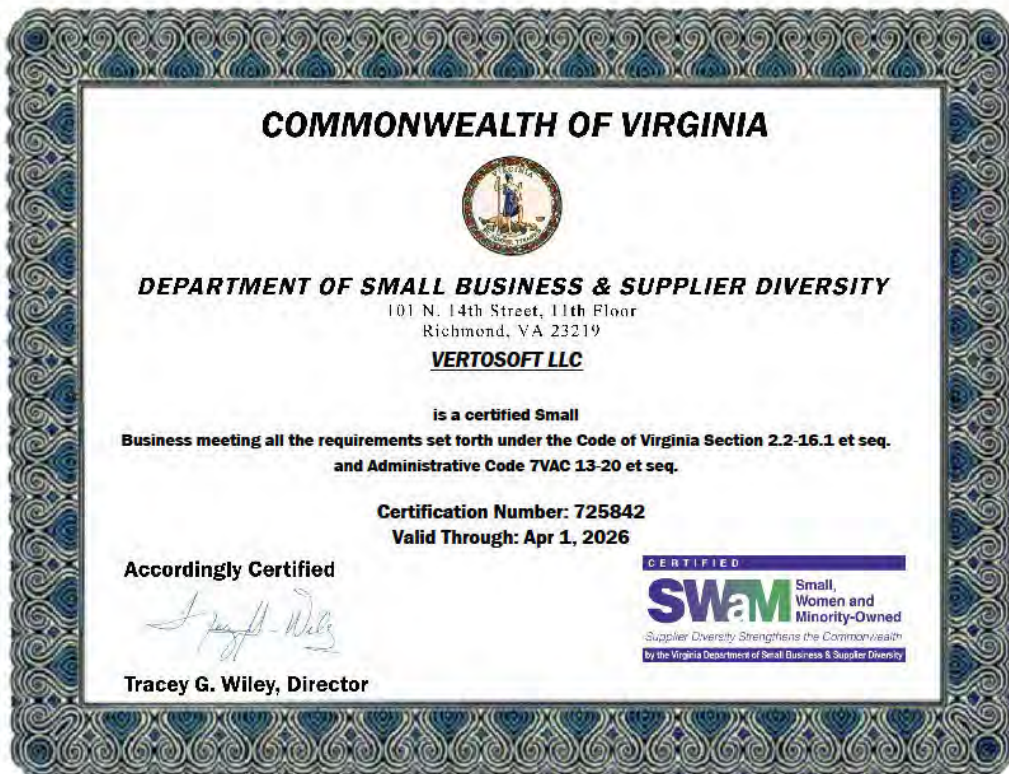 COMMONWEALTH OF VIRGINIA
VIRGINIA
DEPARTMENT OF SMALL BUSINESS & SUPPLIER DIVERSITY
101 N. 14th Street, 11th Floor
Richmond, VA 23219
VERTOSOFT LLC
is a certified Small
Business meeting all the requirements set forth under the Code of Virginia Section 2.2-16.1 et seq.
and Administrative Code 7VAC 13-20 et seq.
Certification Number: 725842
Valid Through: Apr 1, 2026
Accordingly Certified
Tracey G. Wiley, Director
CERTIFIED
SWaM
Small,
Women and
Minority-Owned
Supplier Diversity Strengthens the Commonwealth
by the Virginia Department of Small Business & Supplier Diversity